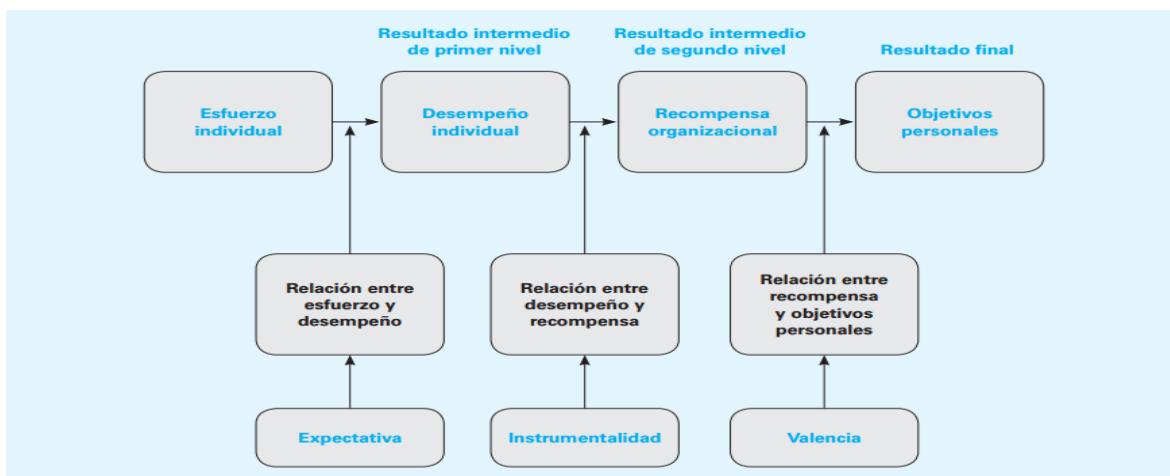 Resultado intermedio
de primer nivel
Resultado intermedio
de segundo nivel
Resultado final
Esfuerzo
individual
Desempeño
individual
Recompensa
organizacional
Objetivos
personales
Relación entre
esfuerzo y
desempeño
Relación entre
desempeño y
recompensa
Relación entre
recompensa
y objetivos
personales
Expectativa
Instrumentalidad
Valencia